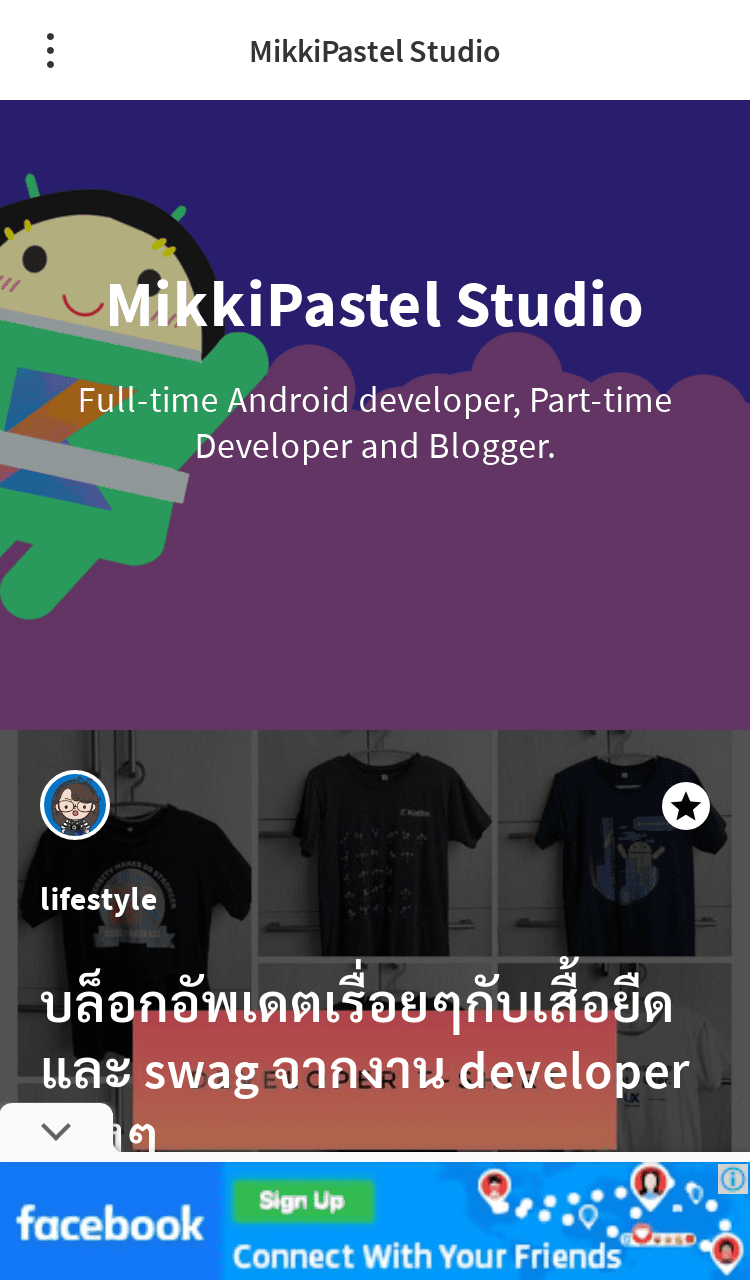 MikkiPastel Studio
MikkiPastel Studio
Full-time Android developer, Part-time
Developer and Blogger.
lifestyle
บล็อกอัพเดตเรื่อยๆกับเสื้อยืด
และ swag จากงาน developer
Kotlin
facebook
Sign Up
Connect With Your Friends